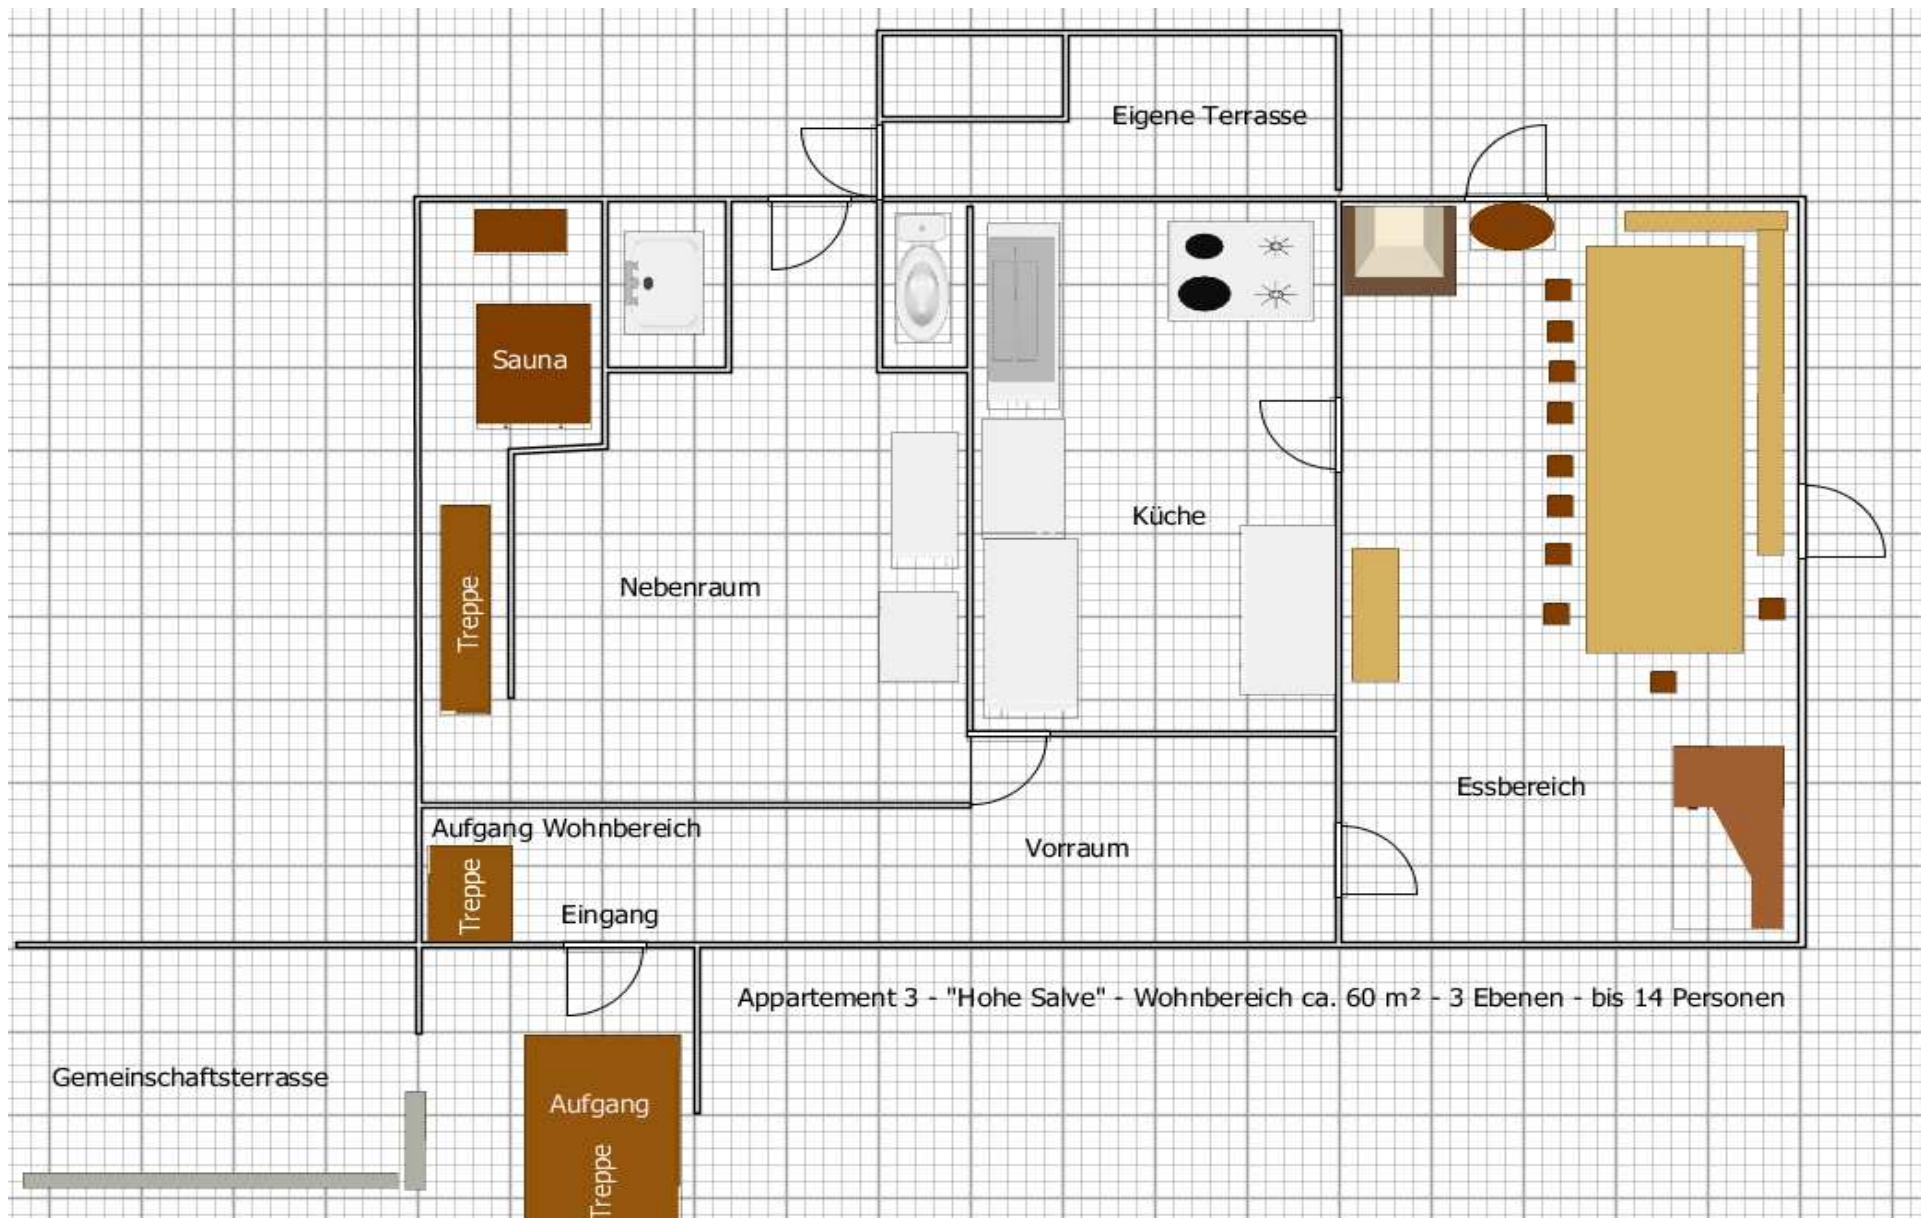 Eigene Terrasse
Sauna
Küche
Treppe
Nebenraum
Essbereich
Aufgang Wohnbereich
Vorraum
Treppe
Eingang
Appartement 3 - "Hohe Salve" - Wohnbereich ca. 60 m² - 3 Ebenen - bis 14 Personen
Gemeinschaftsterrasse
Aufgang
Treppe